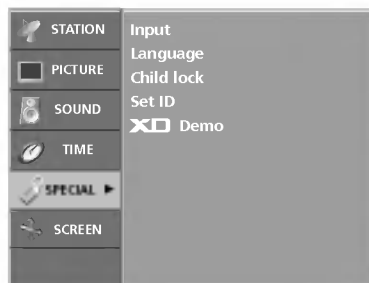 STATION
PICTURE
SOUND
TIME
SPECIAL ▶
SCREEN
Input
Language
Child lock
Set ID
XD Demo